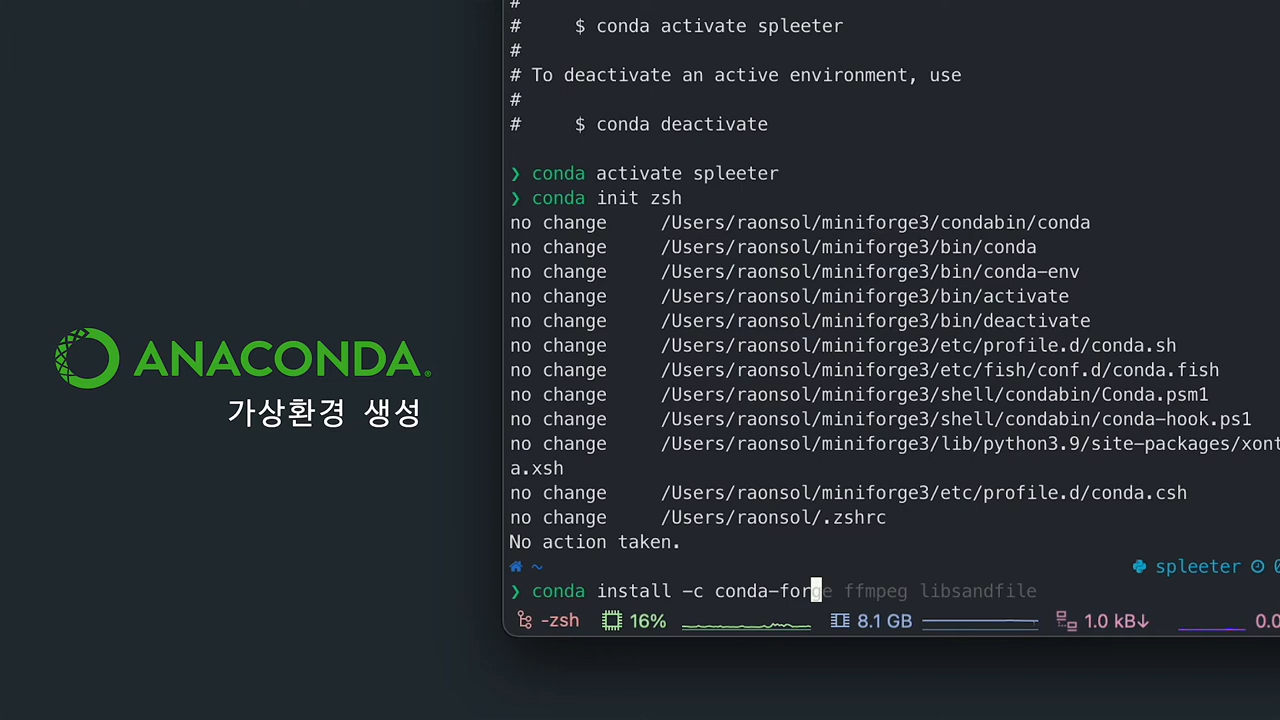 #
#     $ conda activate spleeter
#
# To deactivate an active environment, use
#
#     $ conda deactivate
❯ conda activate spleeter
❯ conda init zsh
no change     /Users/raonsol/miniforge3/condabin/conda
no change     /Users/raonsol/miniforge3/bin/conda
no change     /Users/raonsol/miniforge3/bin/conda-env
no change     /Users/raonsol/miniforge3/bin/activate
no change     /Users/raonsol/miniforge3/bin/deactivate
no change     /Users/raonsol/miniforge3/etc/profile.d/conda.sh
no change     /Users/raonsol/miniforge3/etc/fish/conf.d/conda.fish
no change     /Users/raonsol/miniforge3/shell/condabin/Conda.psm1
no change     /Users/raonsol/miniforge3/shell/condabin/conda-hook.ps1
no change     /Users/raonsol/miniforge3/lib/python3.9/site-packages/xont
a.xsh
no change     /Users/raonsol/miniforge3/etc/profile.d/conda.csh
no change     /Users/raonsol/.zshrc
No action taken.
~ spleeter
❯ conda install -c conda-forge ffmpeg libsandfile
-zsh 16% 8.1 GB 1.0 kB↓ 0.0
ANACONDA®
가상환경 생성